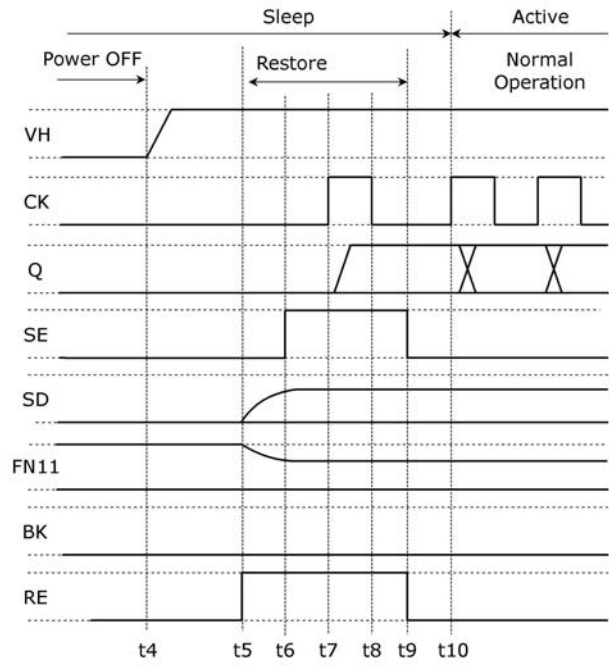 Sleep Active
Power OFF Restore Normal
Operation
VH
CK
Q
SE
SD
FN11
BK
RE
t4 t5 t6 t7 t8 t9 t10